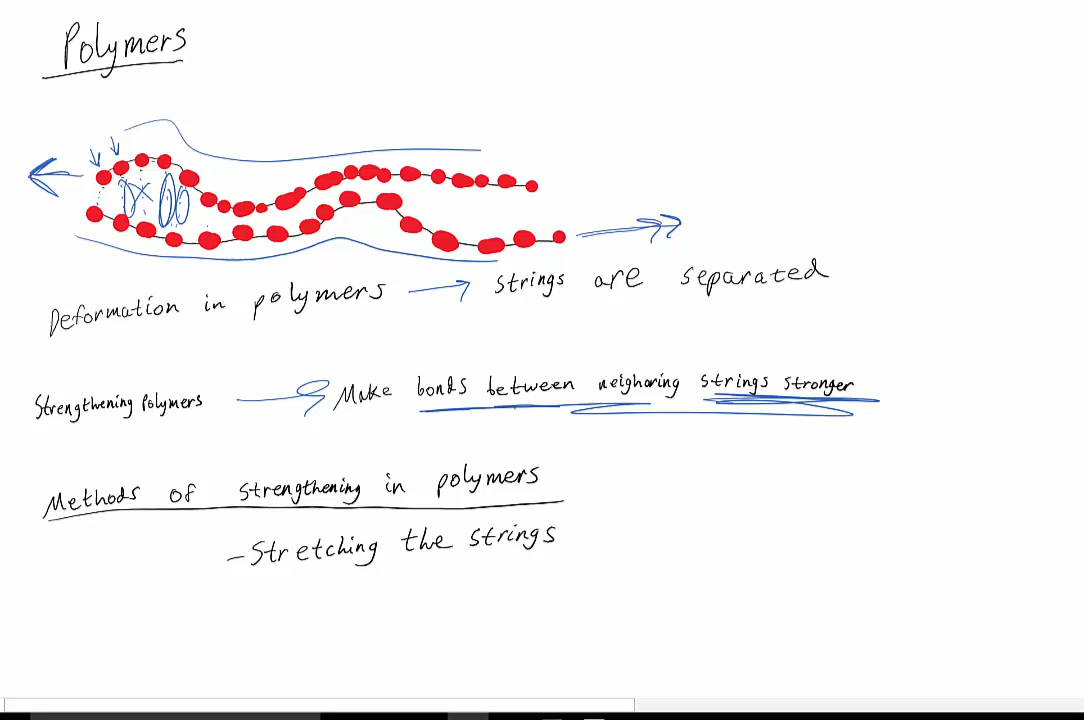 Polymers
Deformation in polymers → strings are separated
Strengthening Polymers → Make bonds between neighoring strings stronger
Methods of strengthening in polymers
- Stretching the strings